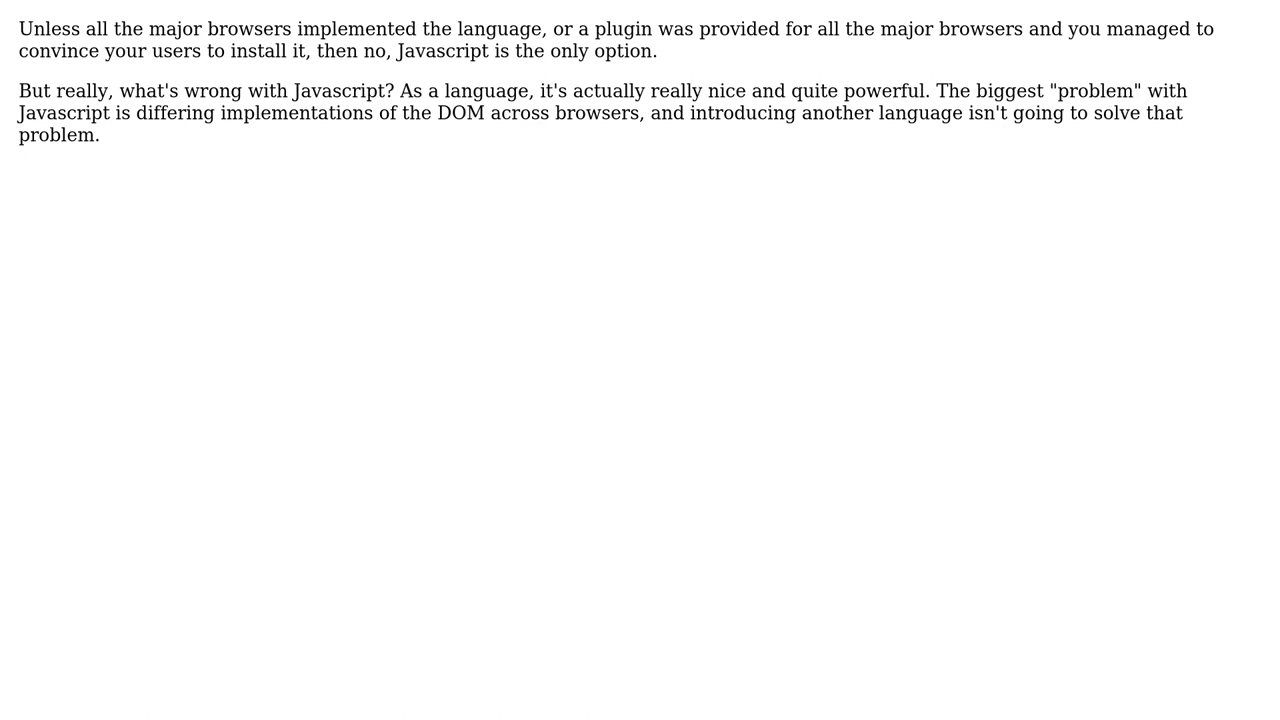 Unless all the major browsers implemented the language, or a plugin was provided for all the major browsers and you managed to
convince your users to install it, then no, Javascript is the only option.
But really, what's wrong with Javascript? As a language, it's actually really nice and quite powerful. The biggest "problem" with
Javascript is differing implementations of the DOM across browsers, and introducing another language isn't going to solve that
problem.